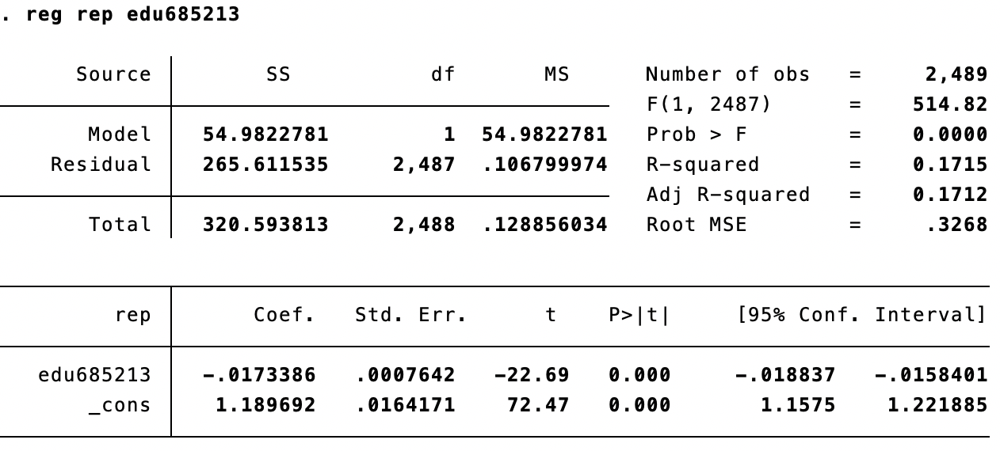 . reg rep edu685213
Source SS df MS Number of obs = 2,489
F(1, 2487) = 514.82
Model 54.9822781 1 54.9822781 Prob > F = 0.0000
Residual 265.611535 2,487 .106799974 R-squared = 0.1715
Adj R-squared = 0.1712
Total 320.593813 2,488 .128856034 Root MSE = .3268
rep Coef. Std. Err. t P>|t| [95% Conf. Interval]
edu685213 -.0173386 .0007642 -22.69 0.000 -.018837 -.0158401
_cons 1.189692 .0164171 72.47 0.000 1.1575 1.221885